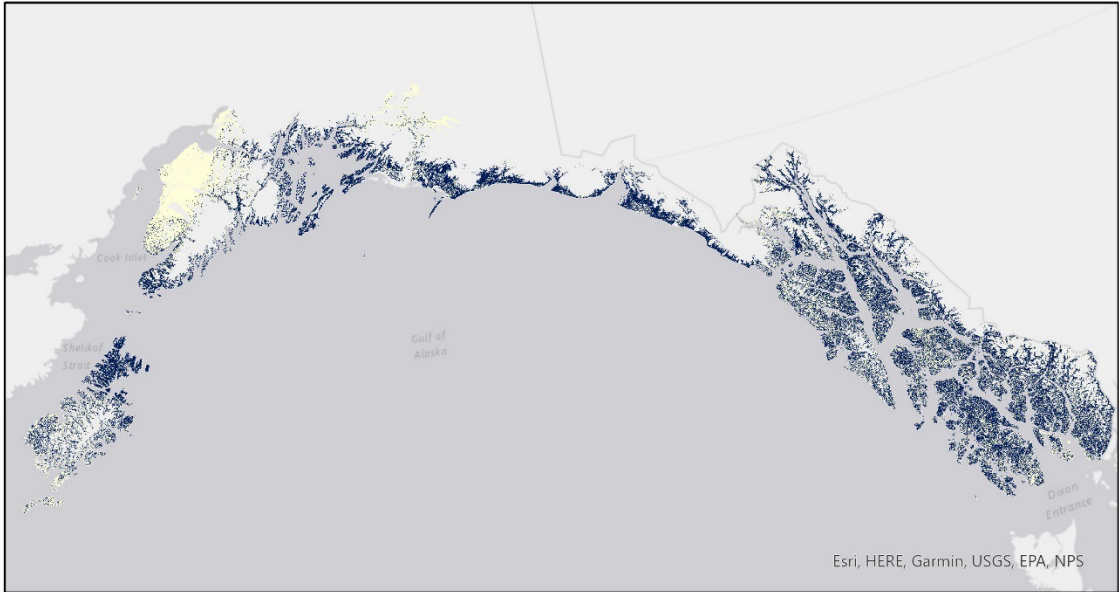 Cook Inlet
Shelikof
Strait
Gulf of
Alaska
Dixon
Entrance
Esri, HERE, Garmin, USGS, EPA, NPS